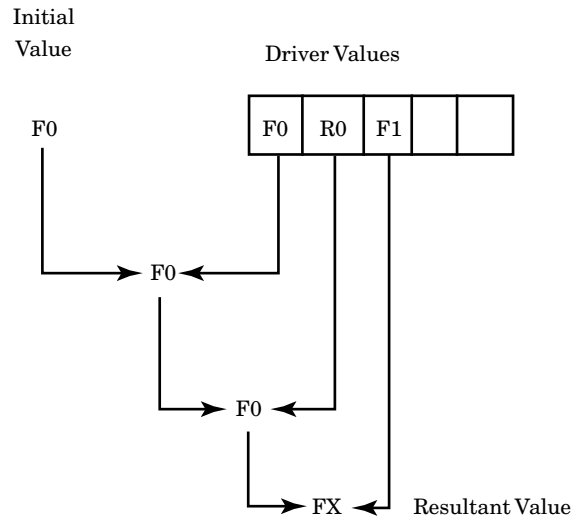 Initial
Value
Driver Values
F0
F0 R0 F1
F0
F0
FX
Resultant Value